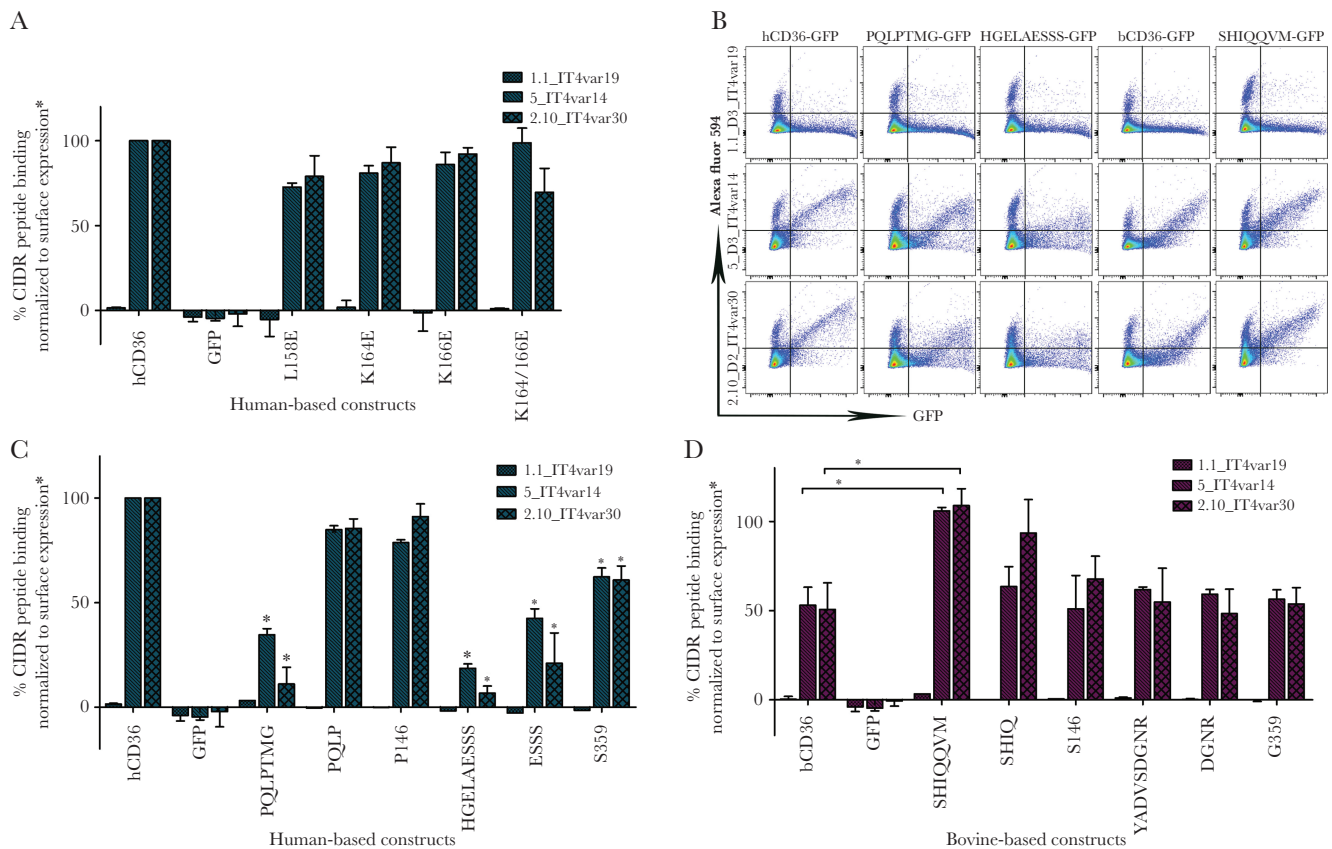 A
% CIDR peptide binding
normalized to surface expression*
100
50
0
1.1_IT4var19
5_IT4var14
2.10_IT4var30
hCD36
GFP
L158E
K164E
K166E
K164/166E
Human-based constructs
B
hCD36-GFP
PQLPTMG-GFP
HGELAESSS-GFP
bCD36-GFP
SHIQQVM-GFP
Alexa fluor 594
1.1_D3_IT4var19
5_D3_IT4var14
2.10_D2_IT4var30
GFP
C
% CIDR peptide binding
normalized to surface expression*
100
50
0
1.1_IT4var19
5_IT4var14
2.10_IT4var30
* * * * * * * *
hCD36
GFP
PQLPTMG
PQLP
P146
HGELAESSS
ESSS
S359
Human-based constructs
D
% CIDR peptide binding
normalized to surface expression*
100
50
0
*
*
1.1_IT4var19
5_IT4var14
2.10_IT4var30
bCD36
GFP
SHIQQVM
SHIQ
S146
YADVSDGNR
DGNR
G359
Bovine-based constructs